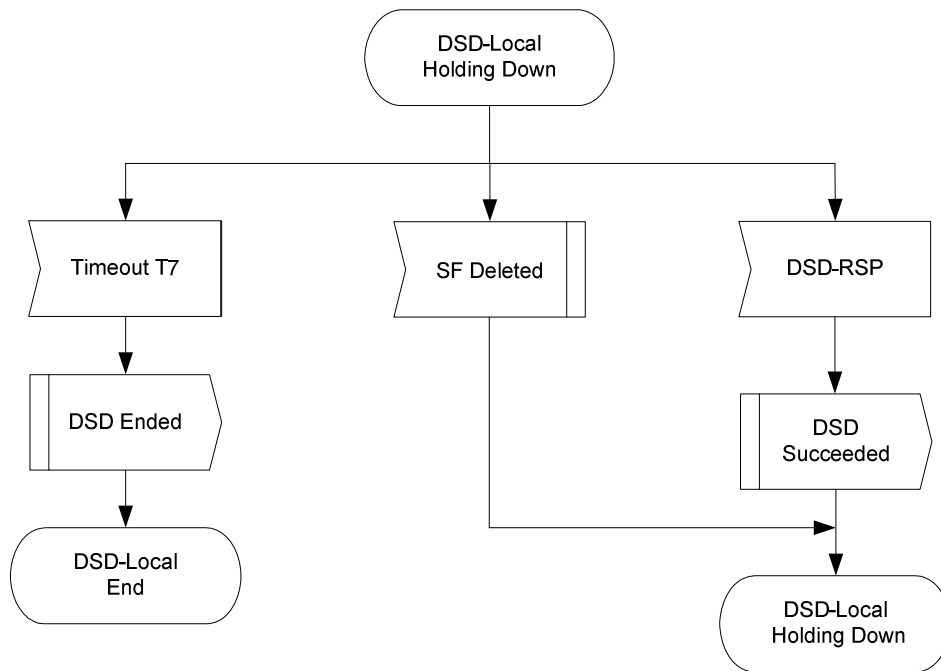 DSD-Local
Holding Down
Timeout T7
SF Deleted
DSD-RSP
DSD Ended
DSD
Succeeded
DSD-Local
End
DSD-Local
Holding Down